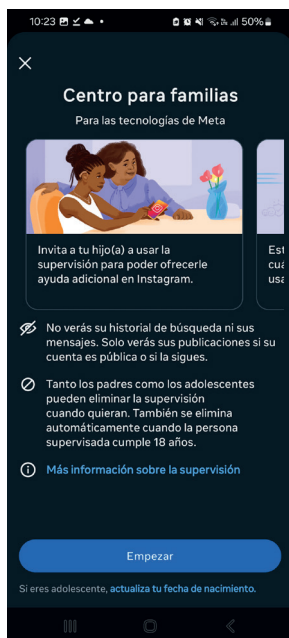 10:23
50%
Centro para familias
Para las tecnologías de Meta
Invita a tu hijo(a) a usar la
supervisión para poder ofrecerle
ayuda adicional en Instagram.
No verás su historial de búsqueda ni sus
mensajes. Solo verás sus publicaciones si su
cuenta es pública o si la sigues.
Tanto los padres como los adolescentes
pueden eliminar la supervisión
cuando quieran. También se elimina
automáticamente cuando la persona
supervisada cumple 18 años.
Más información sobre la supervisión
Empezar
Si eres adolescente, actualiza tu fecha de nacimiento.